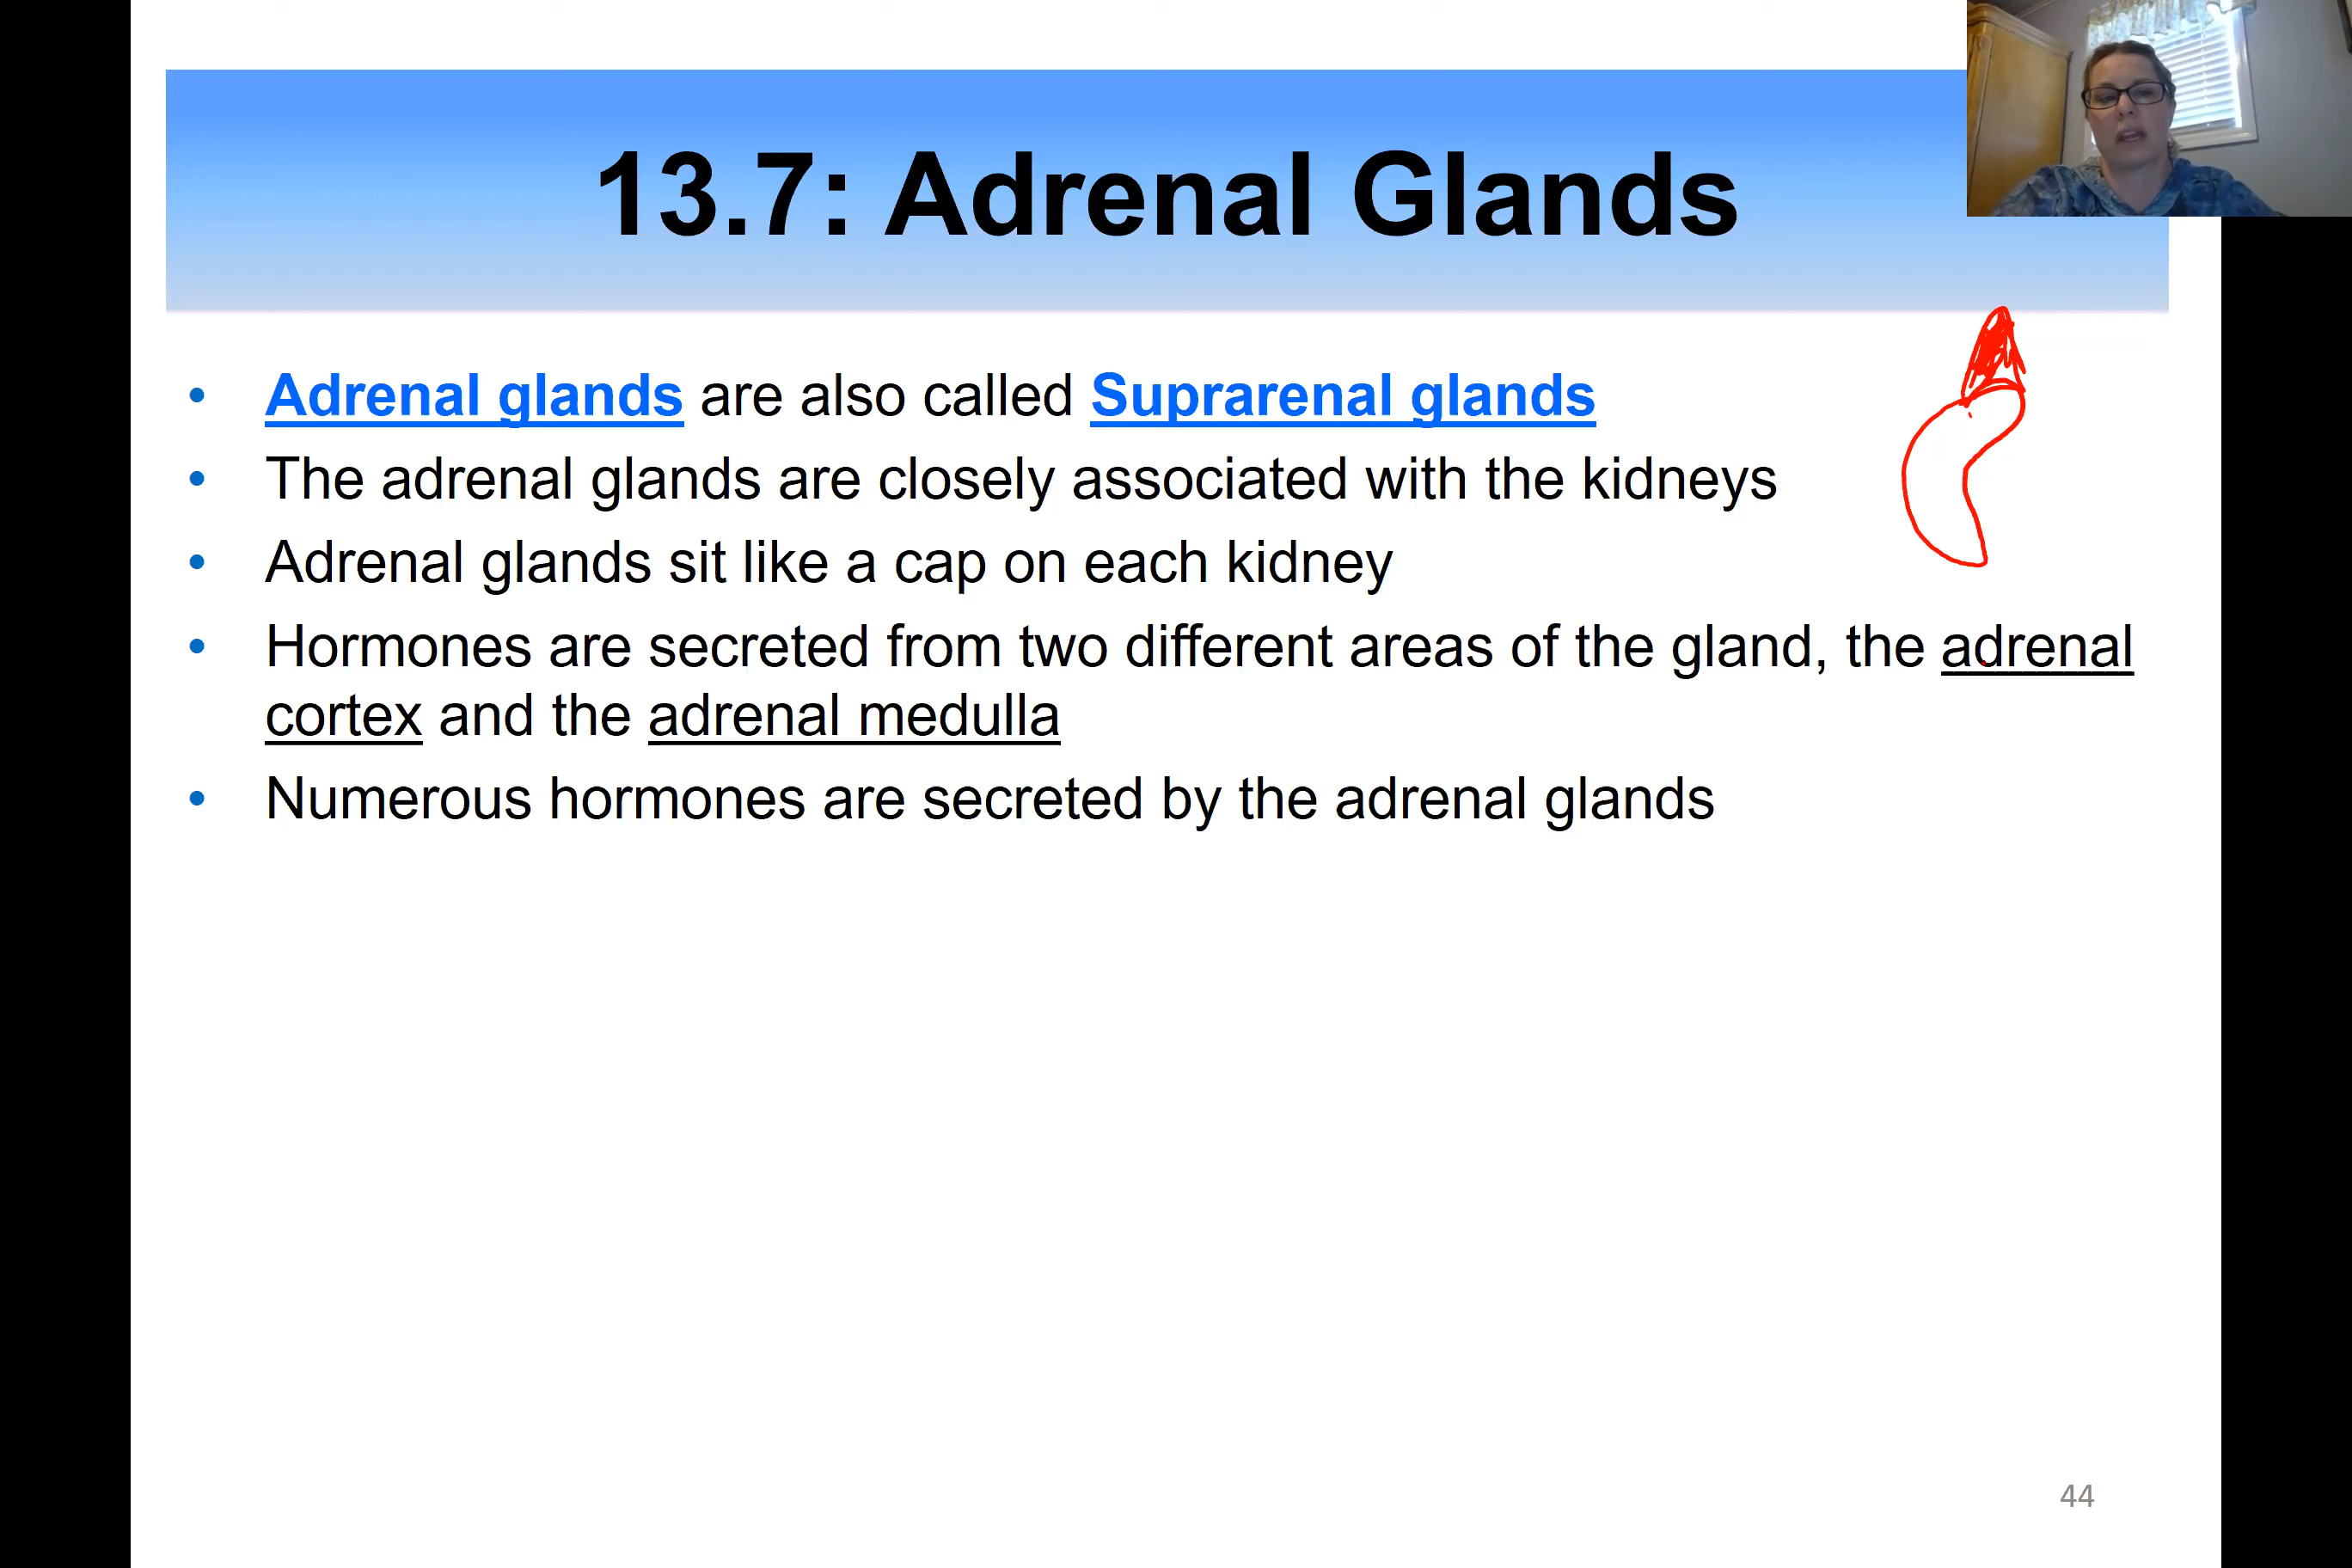 13.7: Adrenal Glands
• Adrenal glands are also called Suprarenal glands
• The adrenal glands are closely associated with the kidneys
• Adrenal glands sit like a cap on each kidney
• Hormones are secreted from two different areas of the gland, the adrenal
cortex and the adrenal medulla
• Numerous hormones are secreted by the adrenal glands
44